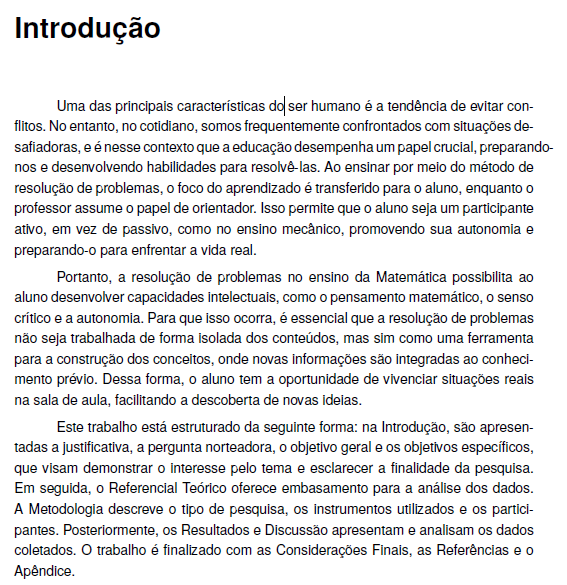 Introdução
Uma das principais características do ser humano é a tendência de evitar con-
flitos. No entanto, no cotidiano, somos frequentemente confrontados com situações de-
safiadoras, e é nesse contexto que a educação desempenha um papel crucial, preparando-
nos e desenvolvendo habilidades para resolvê-las. Ao ensinar por meio do método de
resolução de problemas, o foco do aprendizado é transferido para o aluno, enquanto o
professor assume o papel de orientador. Isso permite que o aluno seja um participante
ativo, em vez de passivo, como no ensino mecânico, promovendo sua autonomia e
preparando-o para enfrentar a vida real.
Portanto, a resolução de problemas no ensino da Matemática possibilita ao
aluno desenvolver capacidades intelectuais, como o pensamento matemático, o senso
crítico e a autonomia. Para que isso ocorra, é essencial que a resolução de problemas
não seja trabalhada de forma isolada dos conteúdos, mas sim como uma ferramenta
para a construção dos conceitos, onde novas informações são integradas ao conheci-
mento prévio. Dessa forma, o aluno tem a oportunidade de vivenciar situações reais
na sala de aula, facilitando a descoberta de novas ideias.
Este trabalho está estruturado da seguinte forma: na Introdução, são apresen-
tadas a justificativa, a pergunta norteadora, o objetivo geral e os objetivos específicos,
que visam demonstrar o interesse pelo tema e esclarecer a finalidade da pesquisa.
Em seguida, o Referencial Teórico oferece embasamento para a análise dos dados.
A Metodologia descreve o tipo de pesquisa, os instrumentos utilizados e os partici-
pantes. Posteriormente, os Resultados e Discussão apresentam e analisam os dados
coletados. O trabalho é finalizado com as Considerações Finais, as Referências e o
Apêndice.